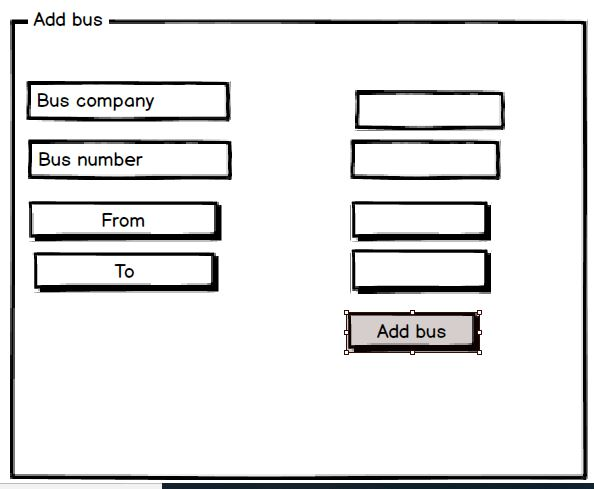 Add bus
Bus company
Bus number
From
To
Add bus